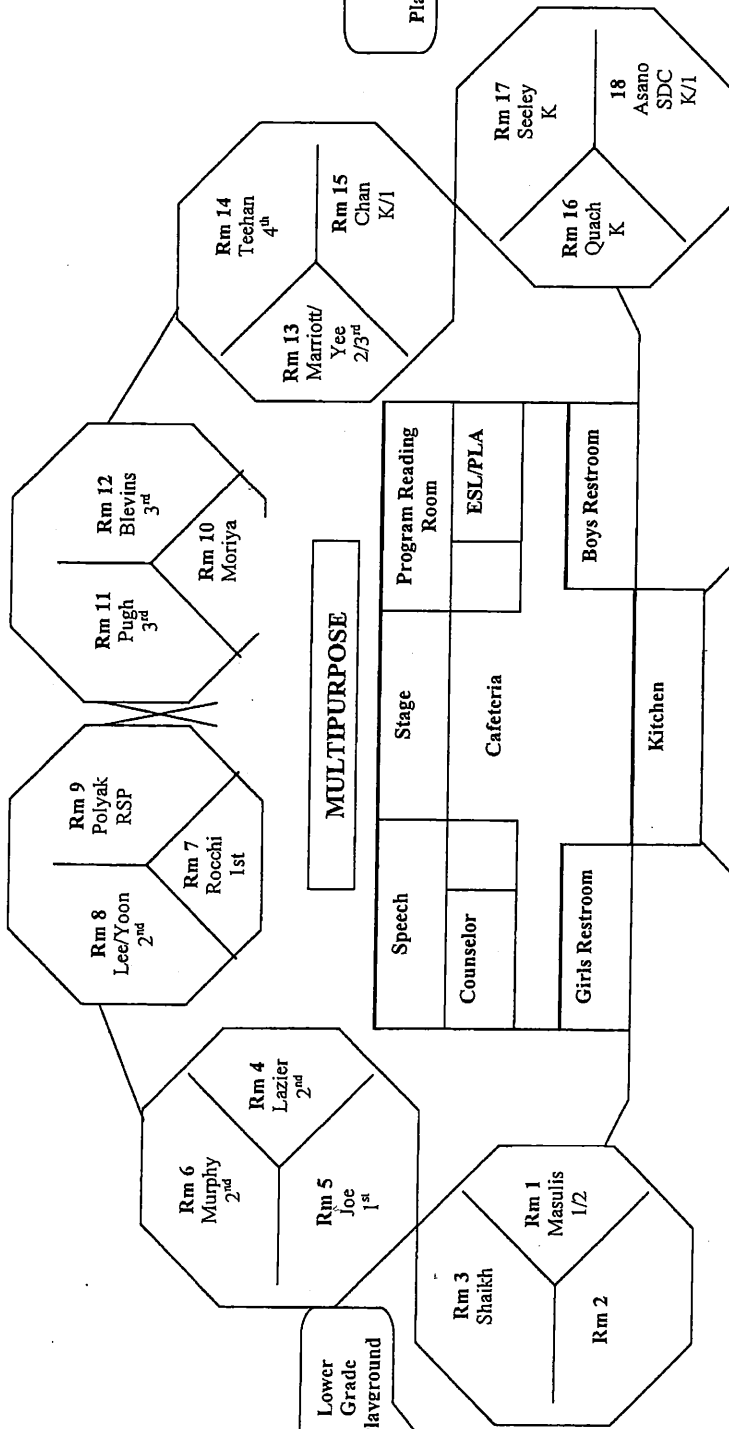 Rm 1
Masulis
1/2
Rm 2
Rm 3
Shaikh
Lower
Grade
layground
Rm 4
Lazier
2nd
Rm 5
Joe
1st
Rm 6
Murphy
2nd
Rm 7
Rocchi
1st
Rm 8
Lee/Yoon
2nd
Rm 9
Polyak
RSP
Rm 10
Moriya
Rm 11
Pugh
3rd
Rm 12
Blevins
3rd
Rm 13
Marriott/
Yee
2/3rd
Rm 14
Teehan
4th
Rm 15
Chan
K/1
Rm 16
Quach
K
Rm 17
Seeley
K
18
Asano
SDC
K/1
Pla
MULTIPURPOSE
Speech
Stage
Program Reading
Room
Counselor
Cafeteria
ESL/PLA
Girls Restroom
Boys Restroom
Kitchen